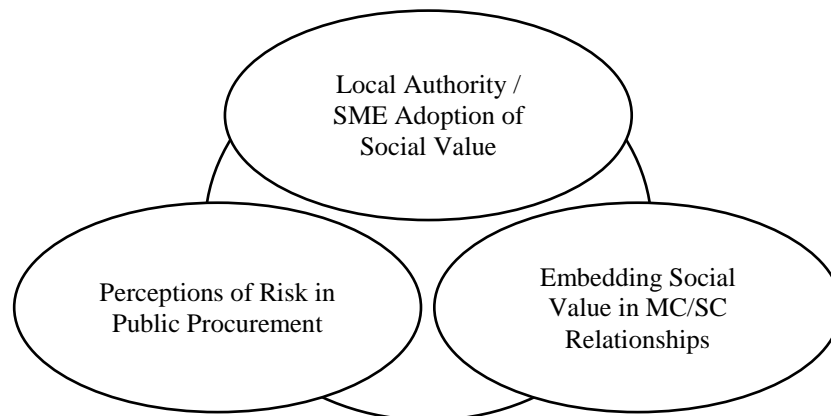 Local Authority /
SME Adoption of
Social Value
Perceptions of Risk in
Public Procurement
Embedding Social
Value in MC/SC
Relationships